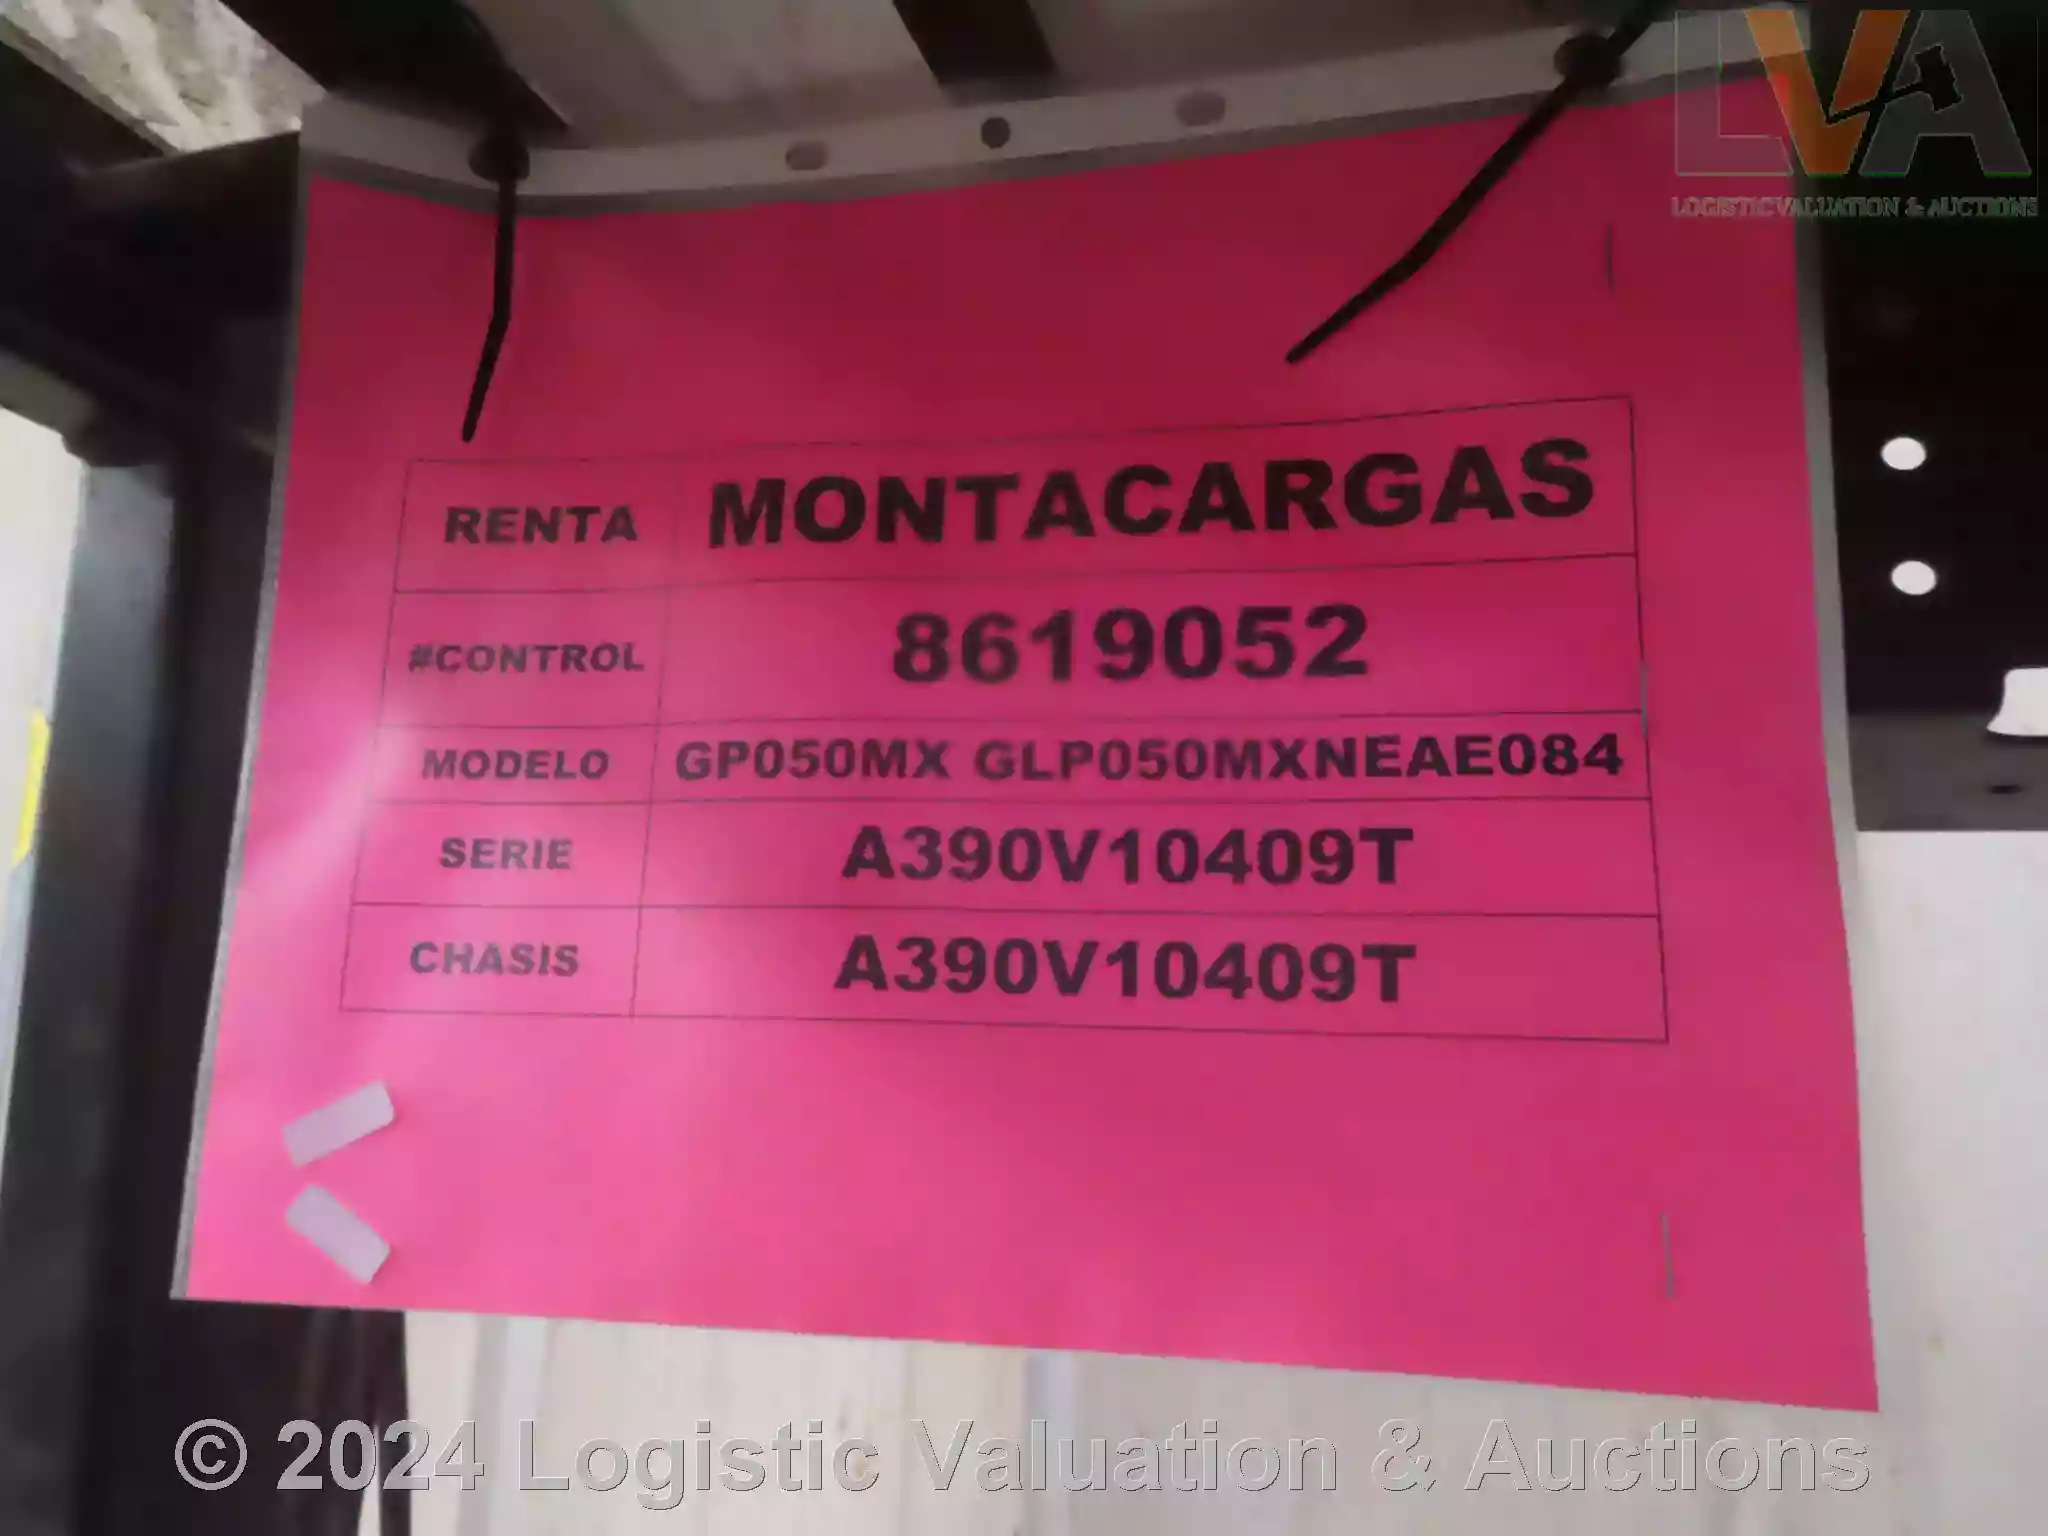 LVA
LOGISTIC VALUATION & AUCTIONS
RENTA MONTACARGAS
#CONTROL 8619052
MODELO GP050MX GLP050MXNEAE084
SERIE A390V10409T
CHASIS A390V10409T
© 2024 Logistic Valuation & Auctions